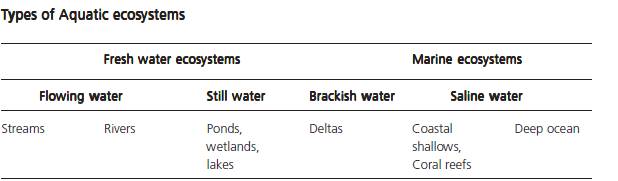 Types of Aquatic ecosystems
Fresh water ecosystems Marine ecosystems
Flowing water Still water Brackish water Saline water
Streams Rivers Ponds, Deltas Coastal Deep ocean
wetlands, shallows,
lakes Coral reefs